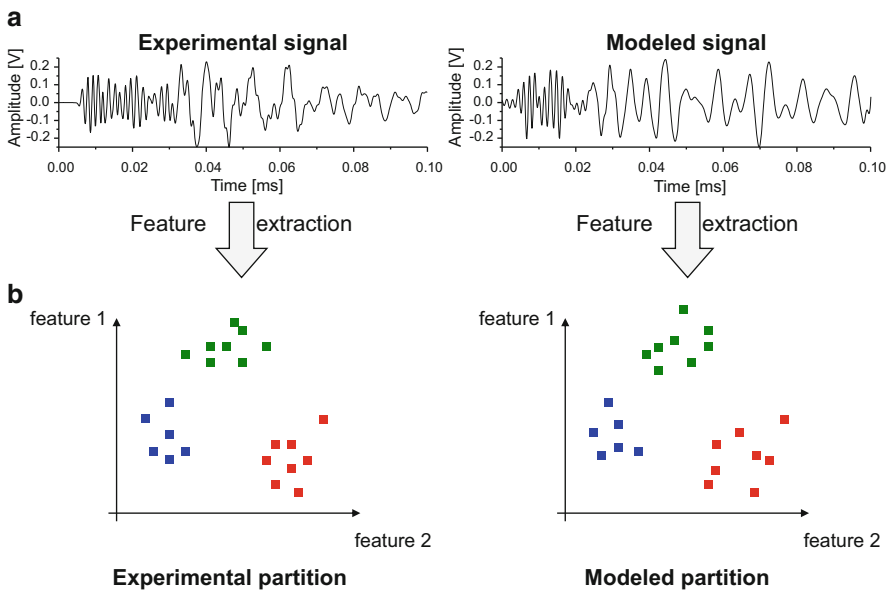 a
Experimental signal
Modeled signal
Amplitude [V]
0.2
0.1
0.0
-0.1
-0.2
0.00 0.02 0.04 0.06 0.08 0.10
Time [ms]
Amplitude [V]
0.2
0.1
0.0
-0.1
-0.2
0.00 0.02 0.04 0.06 0.08 0.10
Time [ms]
Feature extraction
Feature extraction
b
feature 1
feature 2
feature 1
feature 2
Experimental partition
Modeled partition